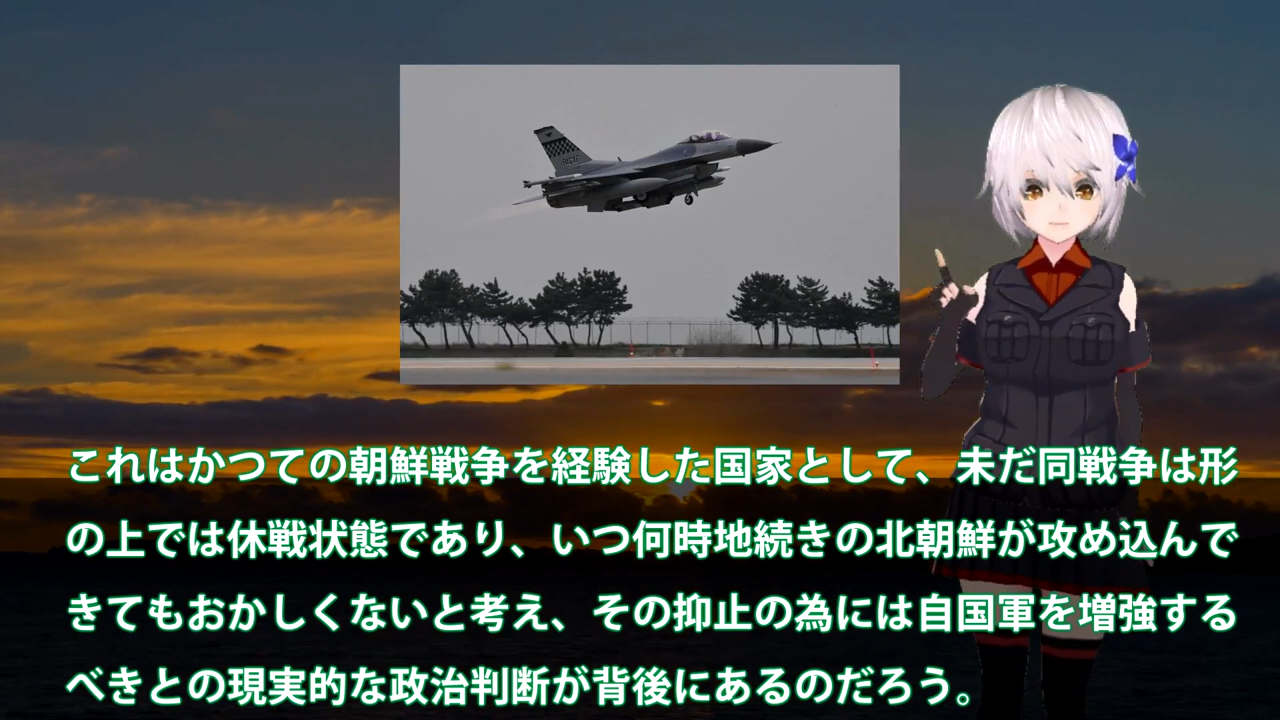 これはかつての朝鮮戦争を経験した国家として、未だ同戦争は形
の上では休戦状態であり、いつ何時地続きの北朝鮮が攻め込んで
きてもおかしくないと考え、その抑止の為には自国軍を増強する
べきとの現実的な政治判断が背後にあるのだろう。